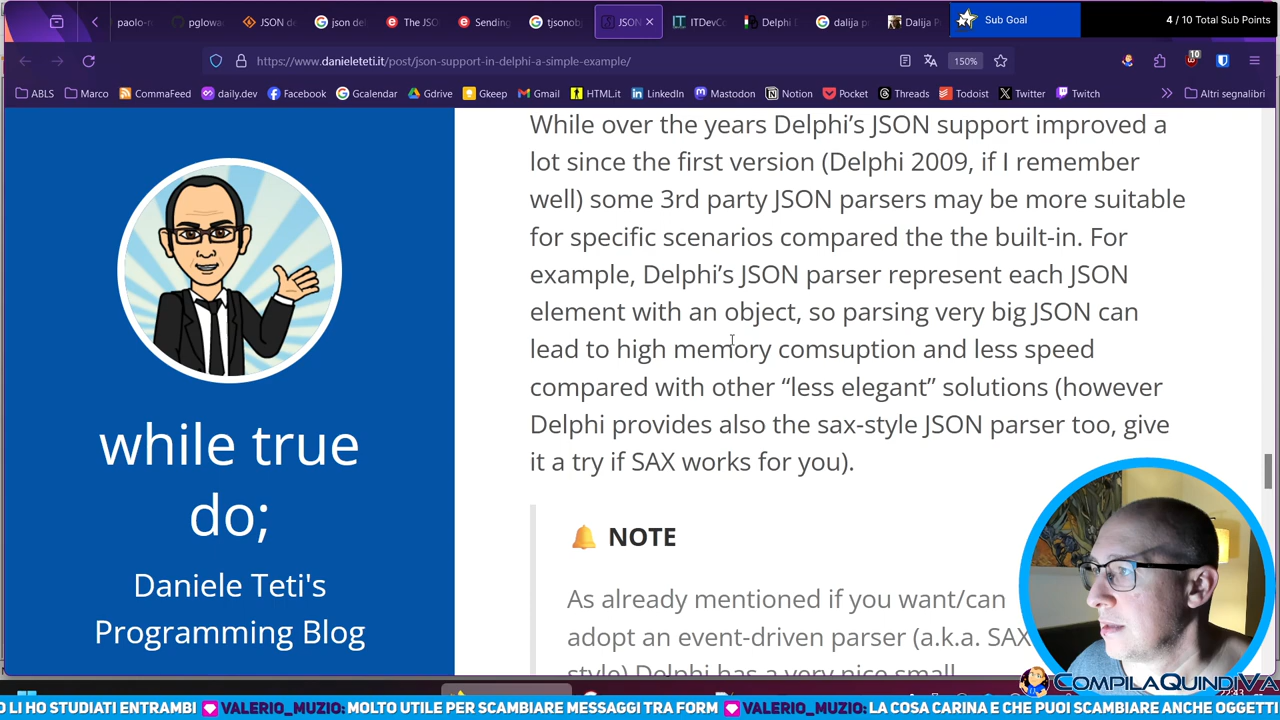 paolo-ro
pglowa
JSON de
json del
The JSO
Sending
tjsonobj
JSON
ITDevCo
Delphi E
dalija p
Dalija P
Sub Goal
4 / 10 Total Sub Points
https://www.danieleteti.it/post/json-support-in-delphi-a-simple-example/
150%
10
ABLS
Marco
CommaFeed
daily.dev
Facebook
Gcalendar
Gdrive
Gkeep
Gmail
HTML.it
LinkedIn
Mastodon
Notion
Pocket
Threads
Todoist
Twitter
Twitch
Altri segnalibri
while true
do;
Daniele Teti's
Programming Blog
While over the years Delphi’s JSON support improved a
lot since the first version (Delphi 2009, if I remember
well) some 3rd party JSON parsers may be more suitable
for specific scenarios compared the the built-in. For
example, Delphi’s JSON parser represent each JSON
element with an object, so parsing very big JSON can
lead to high memory comsuption and less speed
compared with other “less elegant” solutions (however
Delphi provides also the sax-style JSON parser too, give
it a try if SAX works for you).
NOTE
As already mentioned if you want/can
adopt an event-driven parser (a.k.a. SAX
style) Delphi has a very nice small
COMPILAQUINDIVA
O LI HO STUDIATI ENTRAMBI VALERIO_MUZIO: MOLTO UTILE PER SCAMBIARE MESSAGGI TRA FORM VALERIO_MUZIO: LA COSA CARINA E CHE PUOI SCAMBIARE ANCHE OGGETTI